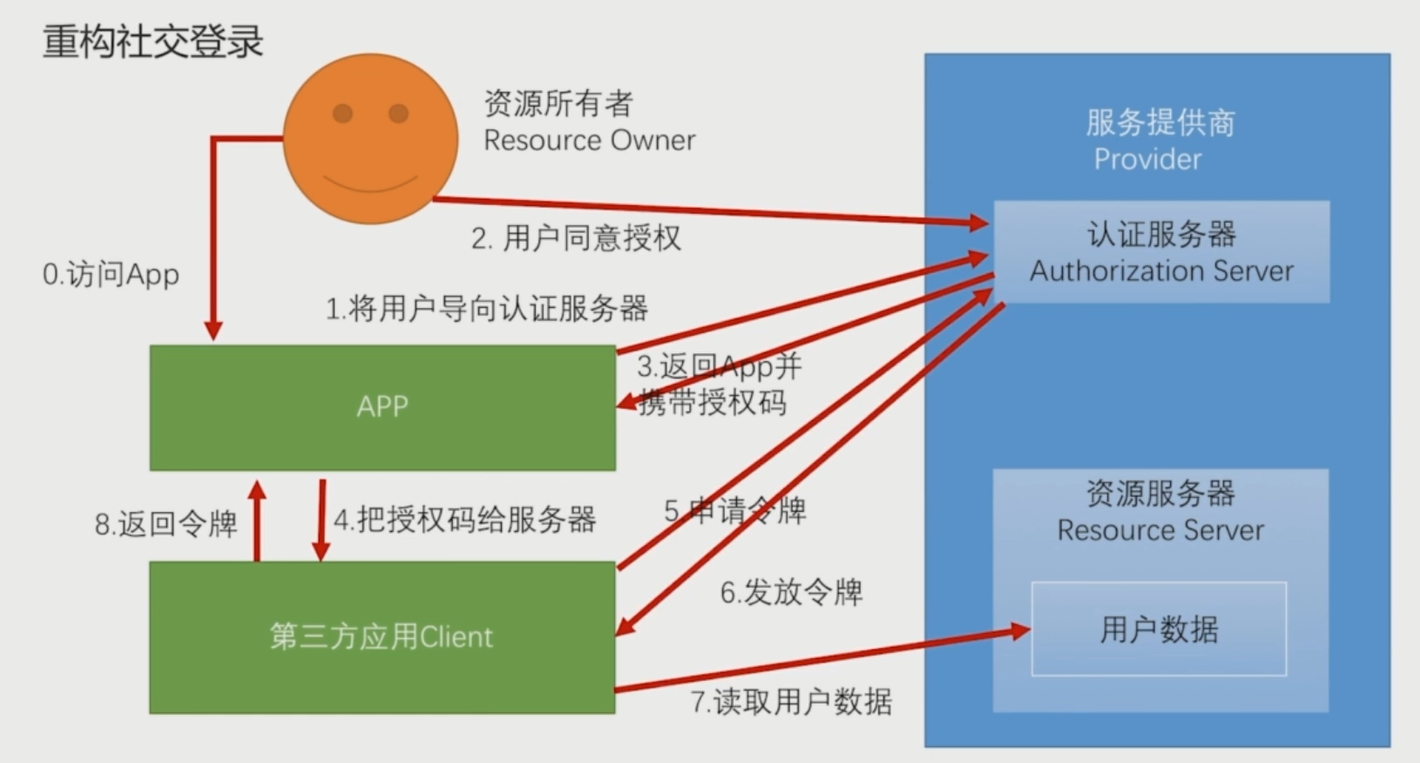 重构社交登录
资源所有者
Resource Owner
服务提供商
Provider
认证服务器
Authorization Server
2. 用户同意授权
0.访问App
1.将用户导向认证服务器
3.返回App并
携带授权码
APP
8.返回令牌
4.把授权码给服务器
5.申请令牌
资源服务器
Resource Server
6.发放令牌
用户数据
第三方应用Client
7.读取用户数据